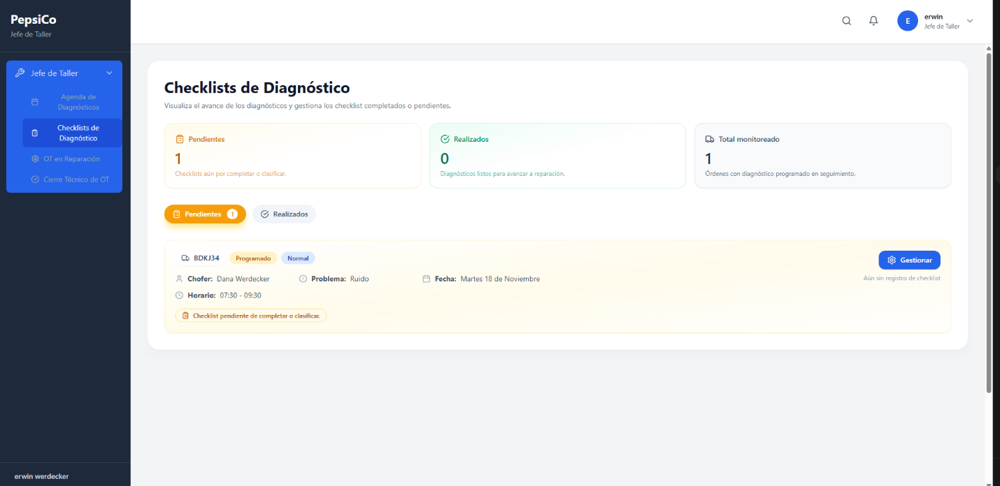 PepsiCo
Jefe de Taller
Jefe de Taller
Agenda de
Diagnósticos
Checklists de
Diagnóstico
OT en Reparación
Cierre Técnico de OT
erwin werdecker
E
erwin
Jefe de Taller
Checklists de Diagnóstico
Visualiza el avance de los diagnósticos y gestiona los checklist completados o pendientes.
Pendientes
1
Checklists aún por completar o clasificar.
Realizados
0
Diagnósticos listos para avanzar a reparación.
Total monitoreado
1
Órdenes con diagnóstico programado en seguimiento.
Pendientes 1
Realizados
BDKJ34 Programado Normal
Gestionar
Chofer: Dana Werdecker Problema: Ruido Fecha: Martes 18 de Noviembre
Aún sin registro de checklist
Horario: 07:30 - 09:30
Checklist pendiente de completar o clasificar.